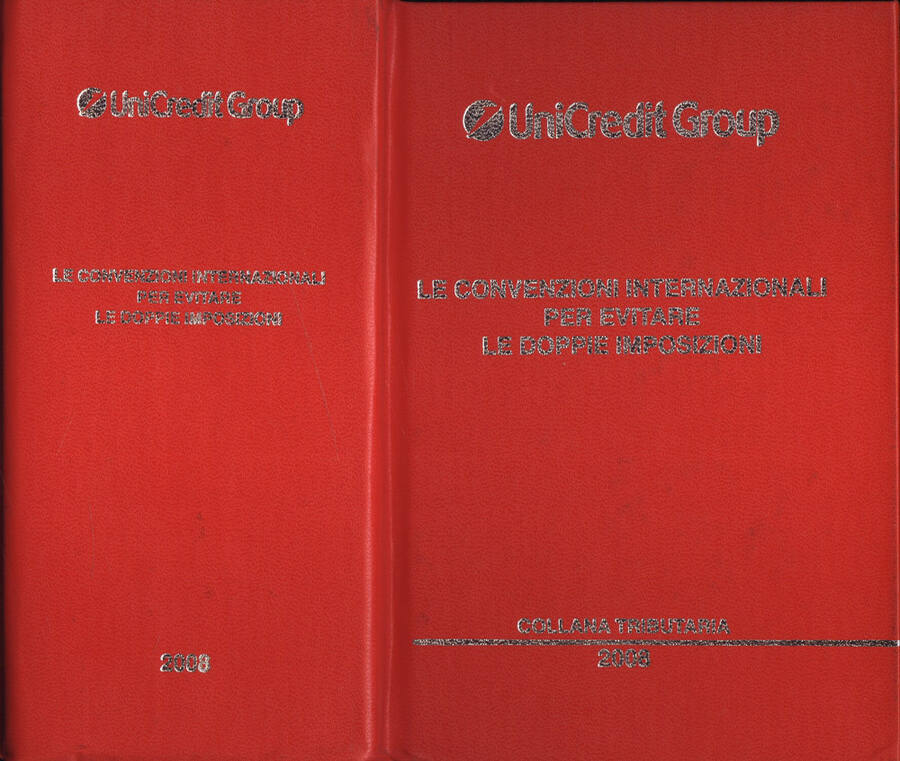 UniCredit Group
LE CONVENZIONI INTERNAZIONALI
PER EVITARE
LE DOPPIE IMPOSIZIONI
2008
UniCredit Group
LE CONVENZIONI INTERNAZIONALI
PER EVITARE
LE DOPPIE IMPOSIZIONI
COLLANA TRIBUTARIA
2008